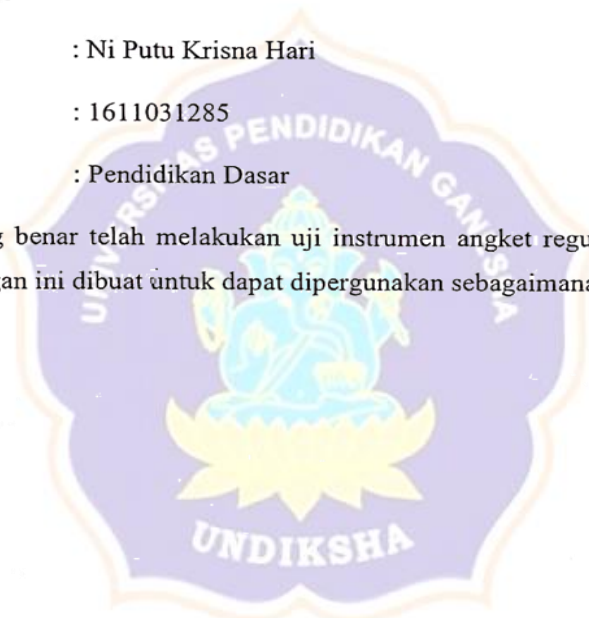 : Ni Putu Krisna Hari
: 1611031285
: Pendidikan Dasar
benar telah melakukan uji instrumen angket
ini dibuat untuk dapat dipergunakan sebagaimana
UNIVERSITAS PENDIDIKAN GANESHA
UNDIKSHA